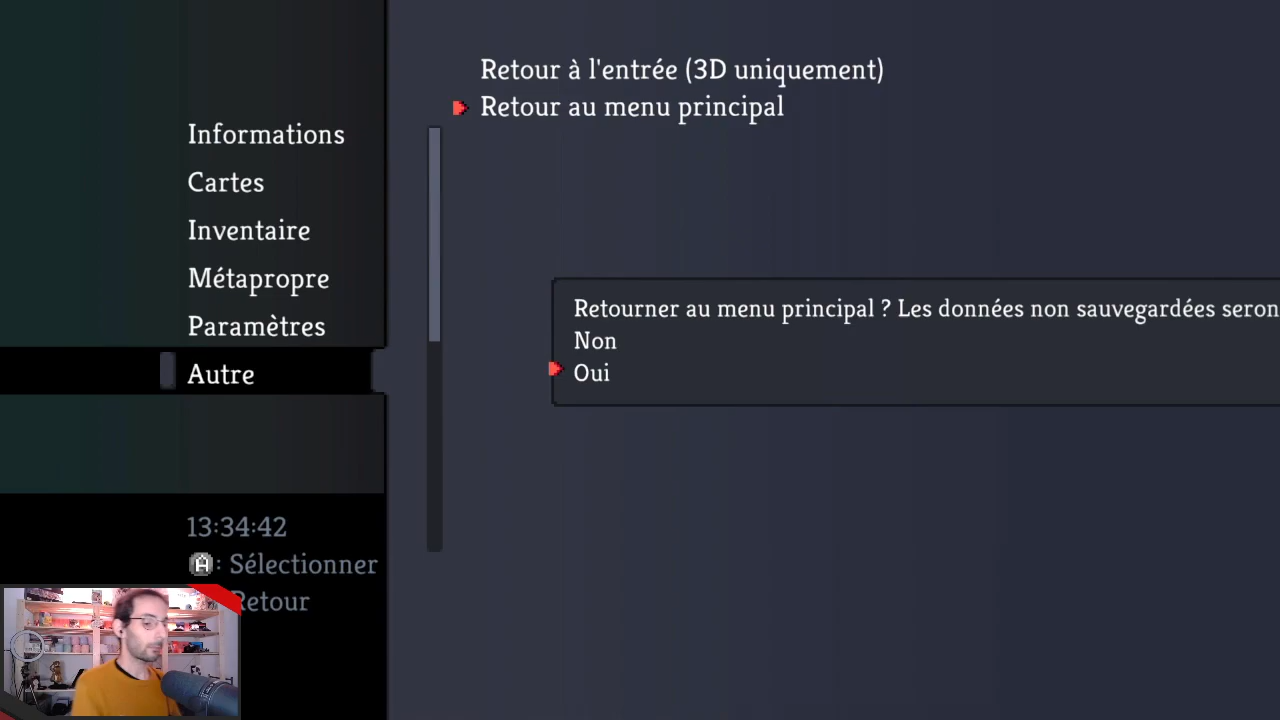 Retour à l'entrée (3D uniquement)
Retour au menu principal
Informations
Cartes
Inventaire
Métapropre
Paramètres
Autre
Retourner au menu principal ? Les données non sauvegardées seron
Non
Oui
13:34:42
A : Sélectionner
Retour